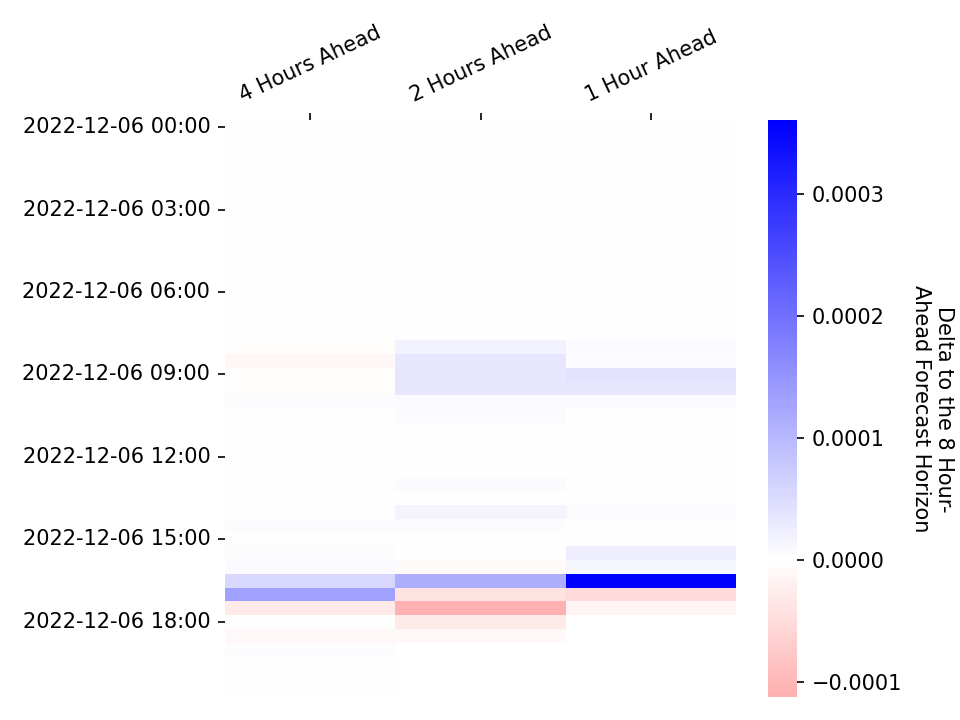 4 Hours Ahead
2 Hours Ahead
1 Hour Ahead
2022-12-06 00:00
2022-12-06 03:00
2022-12-06 06:00
2022-12-06 09:00
2022-12-06 12:00
2022-12-06 15:00
2022-12-06 18:00
0.0003
0.0002
0.0001
0.0000
−0.0001
Delta to the 8 Hour-
Ahead Forecast Horizon